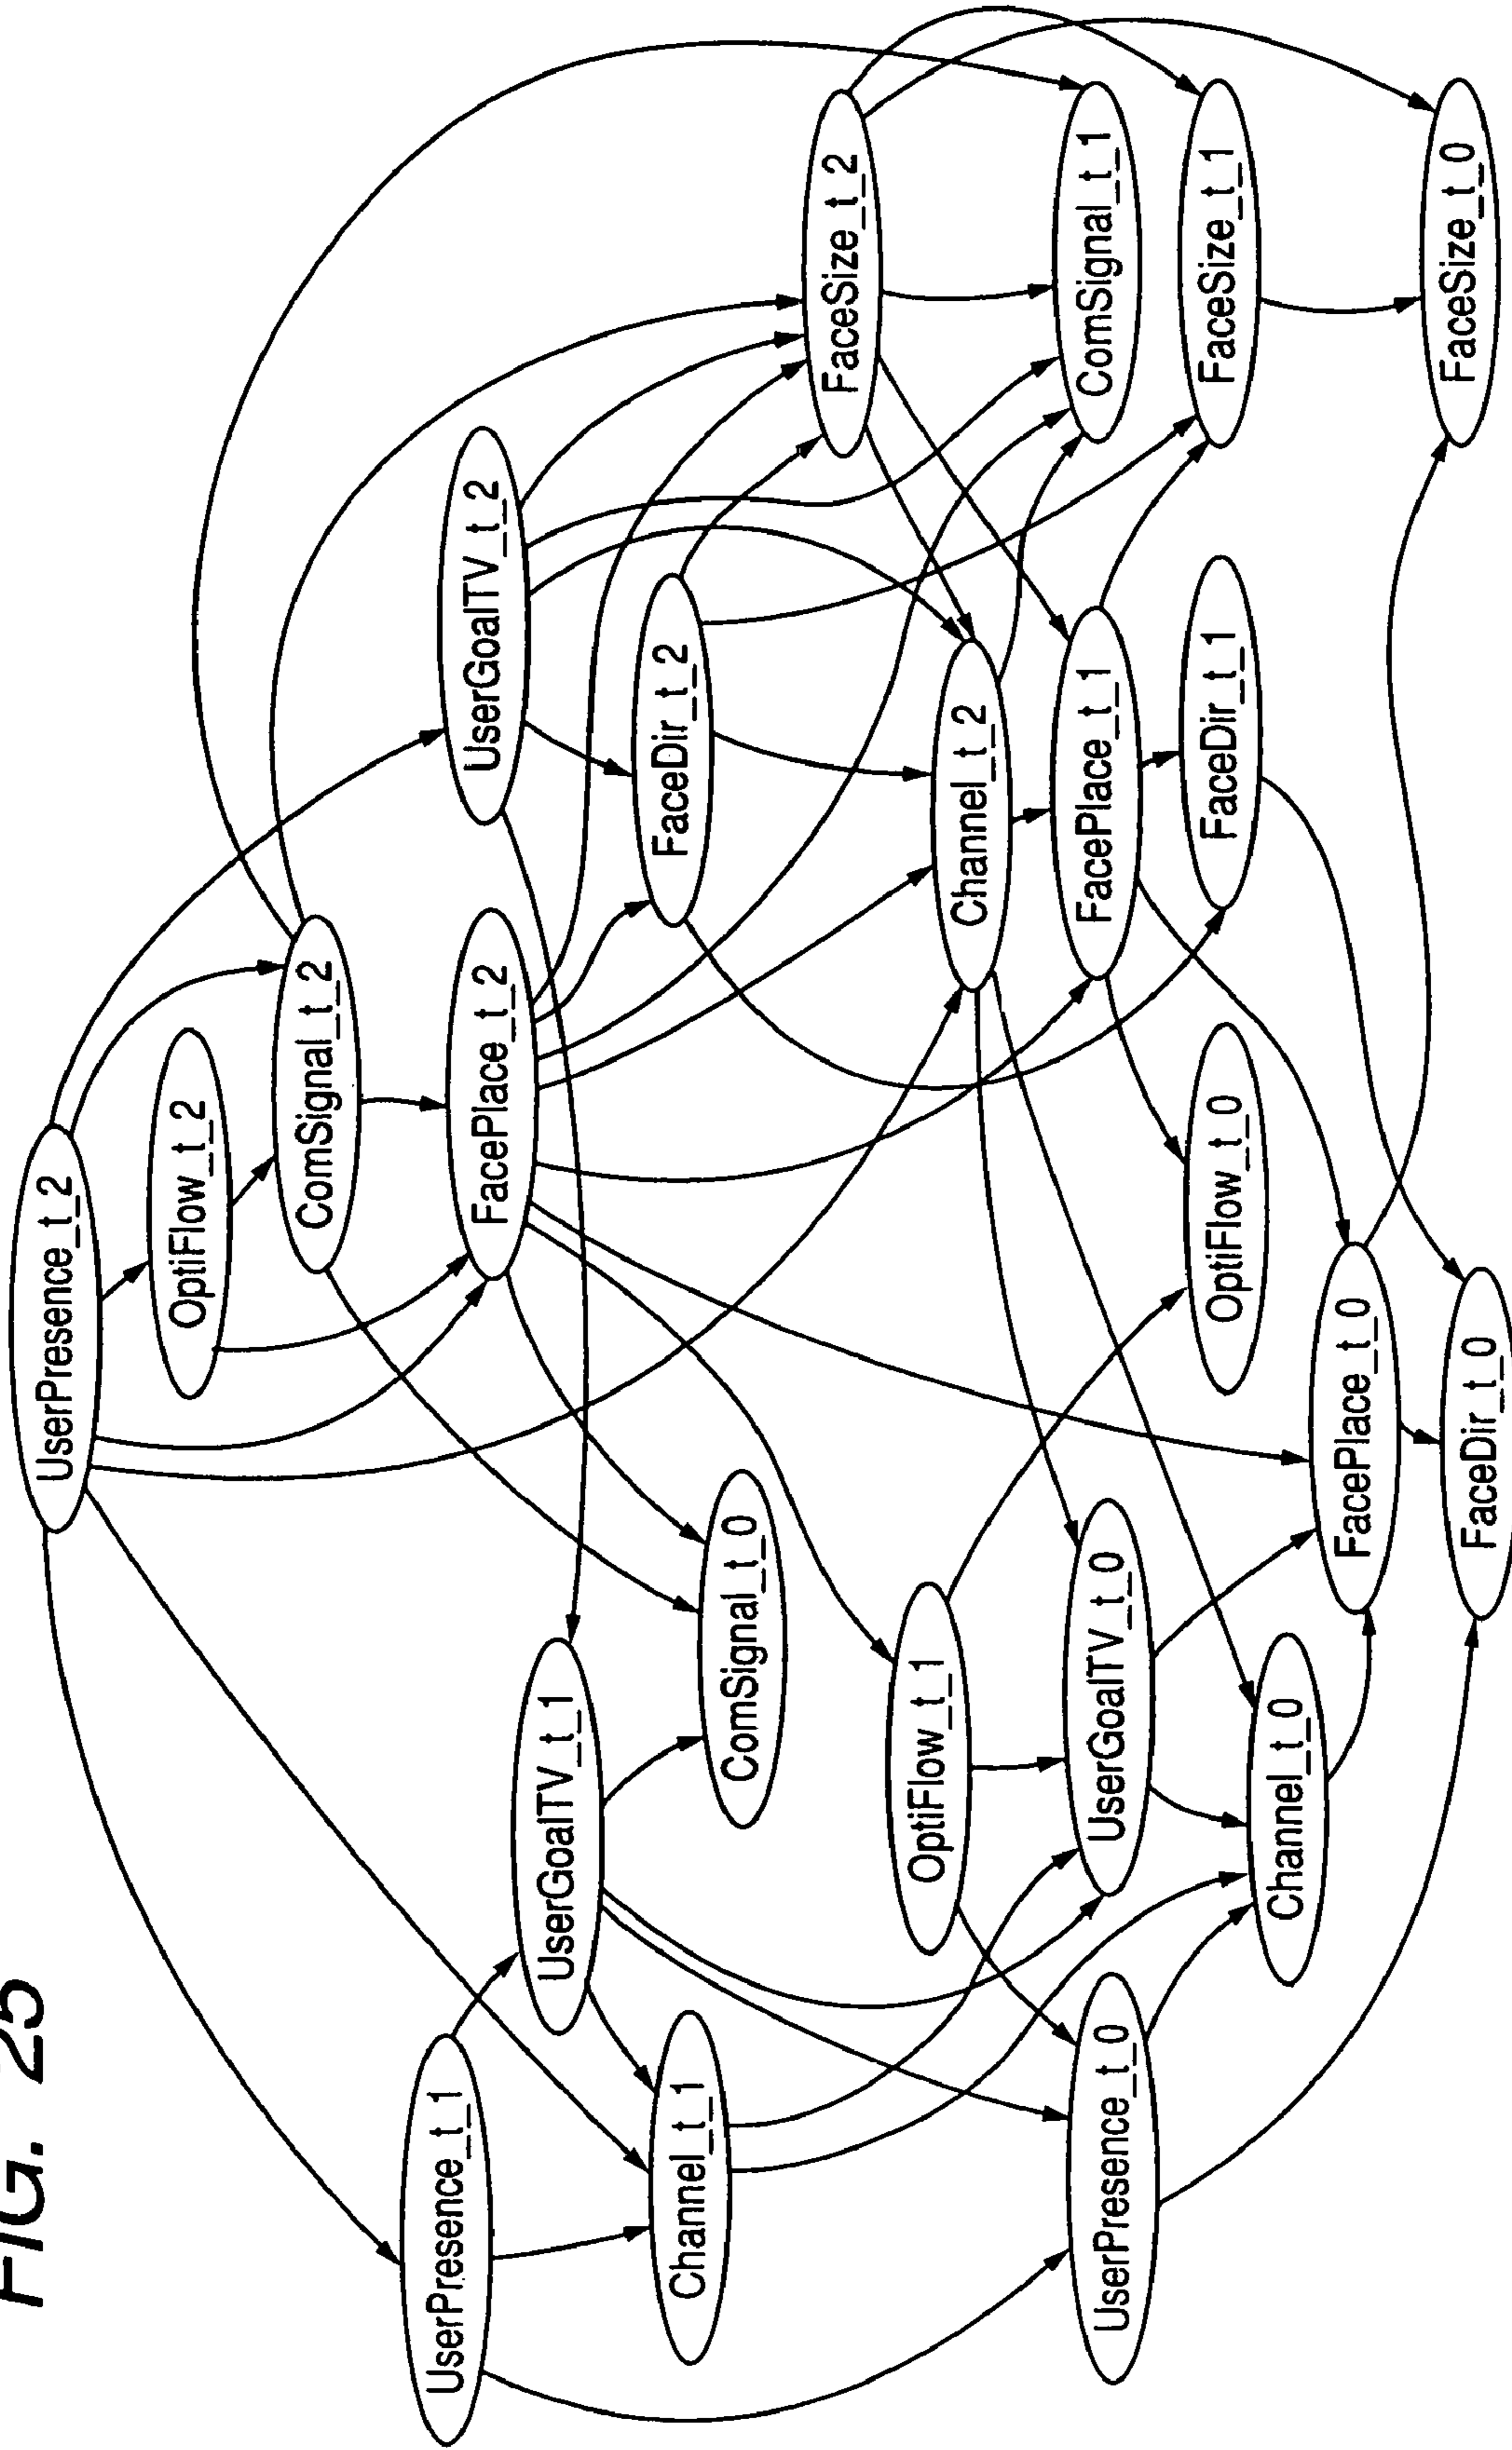 FIG. 25
UserPresence_t_2
OptiFlow_t_2
ComSignal_t_2
UserGoalTV_t_2
FacePlace_t_2
UserPresence_t_1
UserGoalTV_t_1
FaceDir_t_2
FaceSize_t_2
Channel_t_1
ComSignal_t_0
OptiFlow_t_1
Channel_t_2
UserPresence_t_0
UserGoalTV_t_0
FacePlace_t_1
ComSignal_t_1
OptiFlow_t_0
FaceDir_t_1
FaceSize_t_1
Channel_t_0
FacePlace_t_0
FaceDir_t_0
FaceSize_t_0